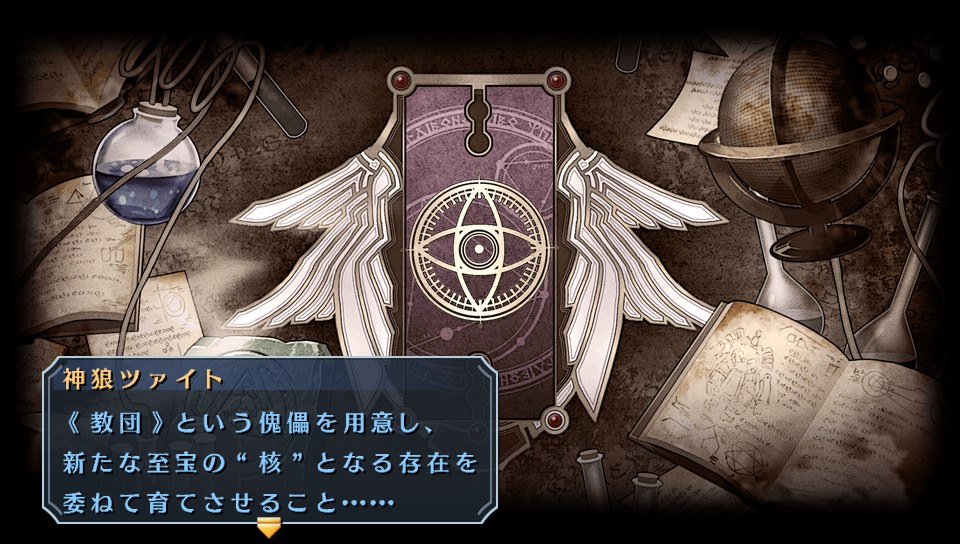 神狼ツァイト
《教団》という傀儡を用意し、
新たな至宝の“核”となる存在を
委ねて育てさせること……